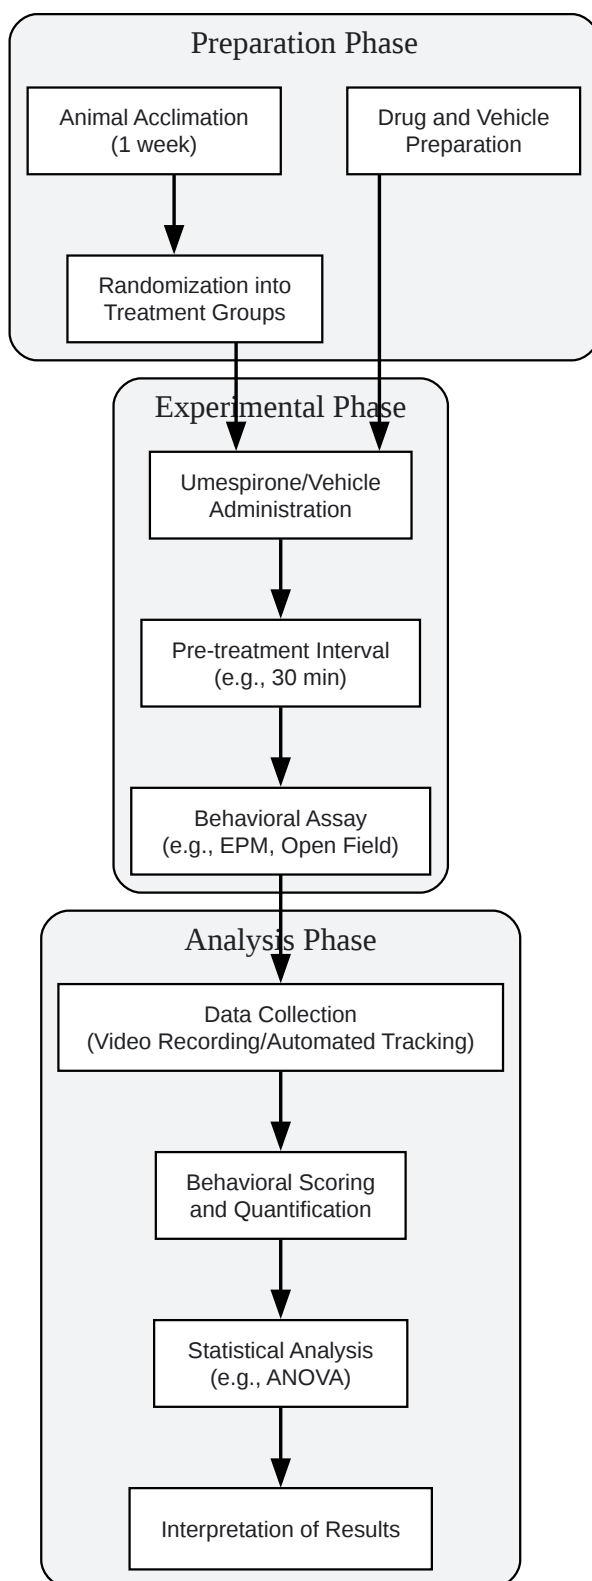 Preparation Phase
Animal Acclimation
(1 week)
Drug and Vehicle
Preparation
Randomization into
Treatment Groups
Experimental Phase
Umespirone/Vehicle
Administration
Pre-treatment Interval
(e.g., 30 min)
Behavioral Assay
(e.g., EPM, Open Field)
Analysis Phase
Data Collection
(Video Recording/Automated Tracking)
Behavioral Scoring
and Quantification
Statistical Analysis
(e.g., ANOVA)
Interpretation of Results